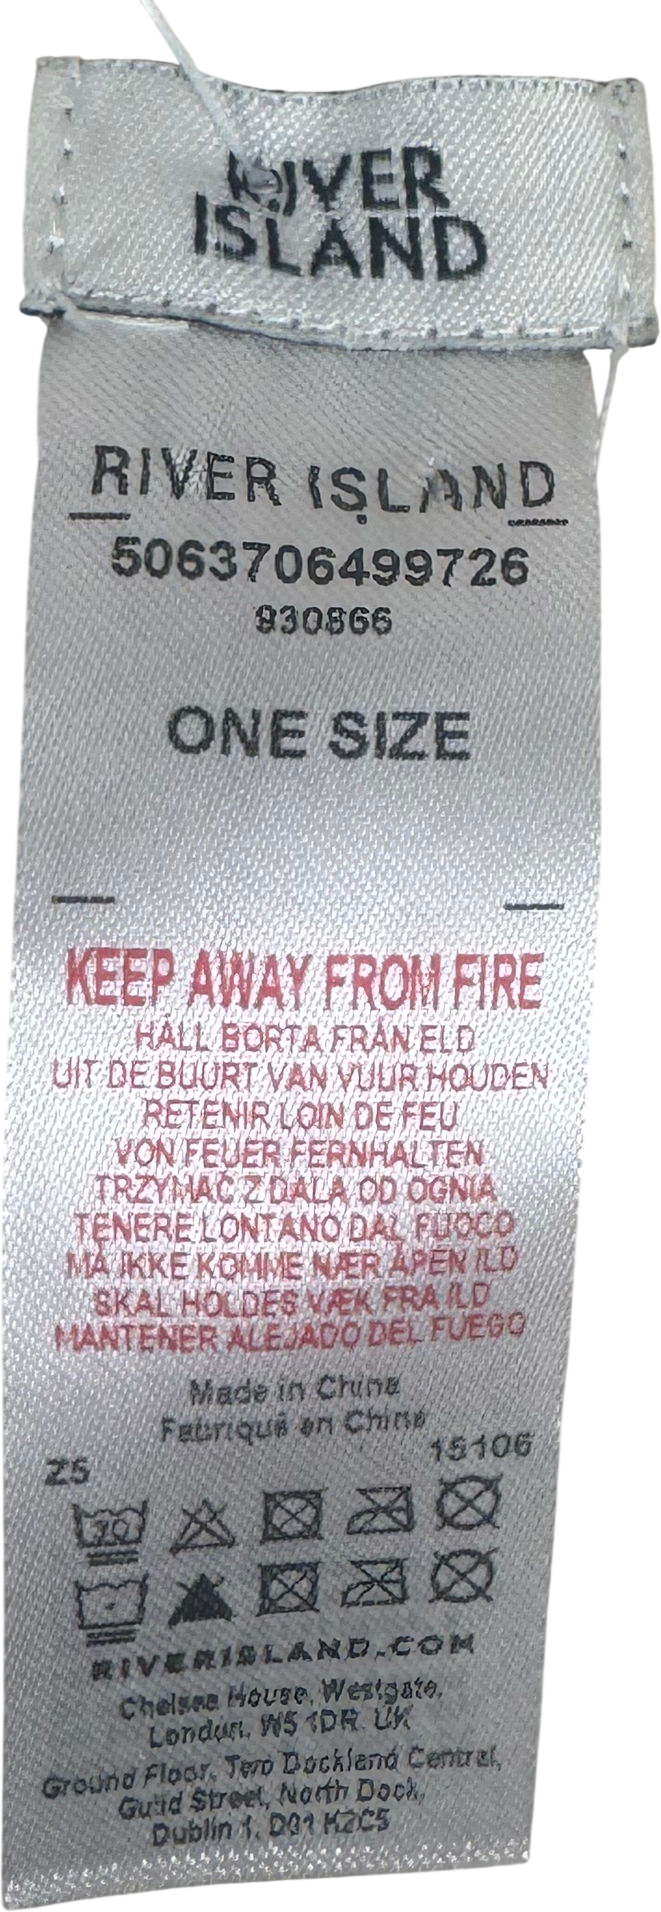 RIVER
ISLAND
RIVER ISLAND
5063706499726
930866
ONE SIZE
KEEP AWAY FROM FIRE
HÅLL BORTA FRÅN ELD
UIT DE BUURT VAN VUUR HOUDEN
RETENIR LOIN DE FEU
VON FEUER FERNHALTEN
TRZYMAĆ Z DALA OD OGNIA
TENERE LONTANO DAL FUOCO
MÅ IKKE KOMME NÆR ÅPEN ILD
SKAL HOLDES VÆK FRA ILD
MANTENER ALEJADO DEL FUEGO
Made in China
Fabriqué en Chine
Z5 15106
30
RIVERISLAND.COM
Chelsea House, Westgate,
London, W5 1DR. UK
Ground Floor, Two Dockland Central,
Guild Street, North Dock,
Dublin 1, D01 K2C5